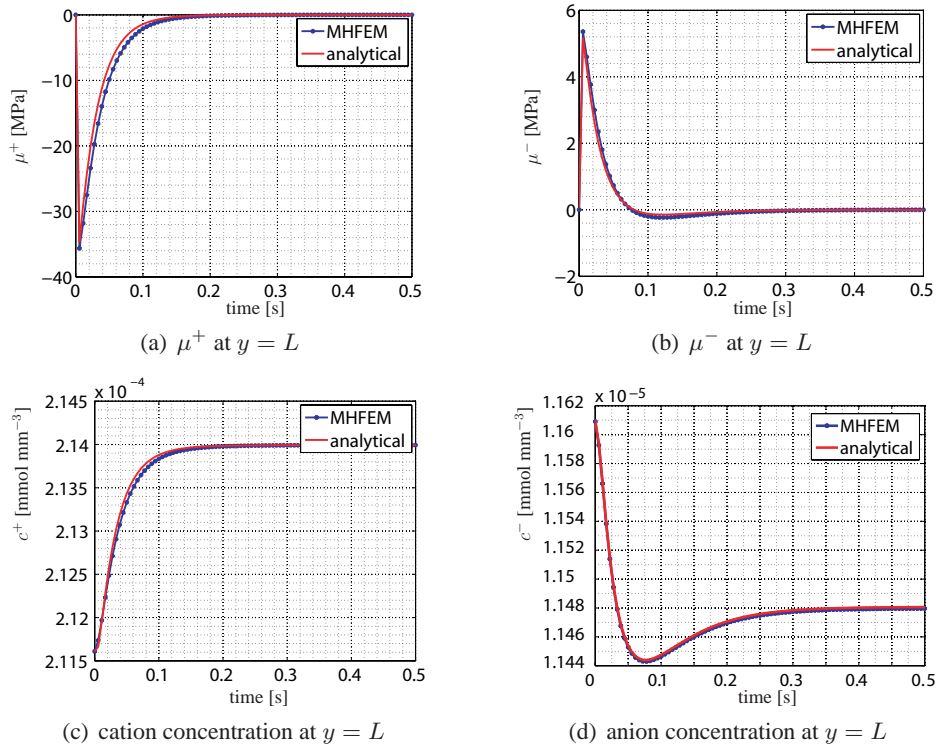 0
−10
−20
−30
−40
μ⁺ [MPa]
0 0.1 0.2 0.3 0.4 0.5
time [s]
MHFEM
analytical
(a) μ⁺ at y = L
6
4
2
0
−2
μ⁻ [MPa]
0 0.1 0.2 0.3 0.4 0.5
time [s]
MHFEM
analytical
(b) μ⁻ at y = L
x 10⁻⁴
2.145
2.14
2.135
2.13
2.125
2.12
2.115
c⁺ [mmol mm⁻³]
0 0.1 0.2 0.3 0.4 0.5
time [s]
MHFEM
analytical
(c) cation concentration at y = L
x 10⁻⁵
1.162
1.16
1.158
1.156
1.154
1.152
1.15
1.148
1.146
1.144
c⁻ [mmol mm⁻³]
0 0.1 0.2 0.3 0.4 0.5
time [s]
MHFEM
analytical
(d) anion concentration at y = L